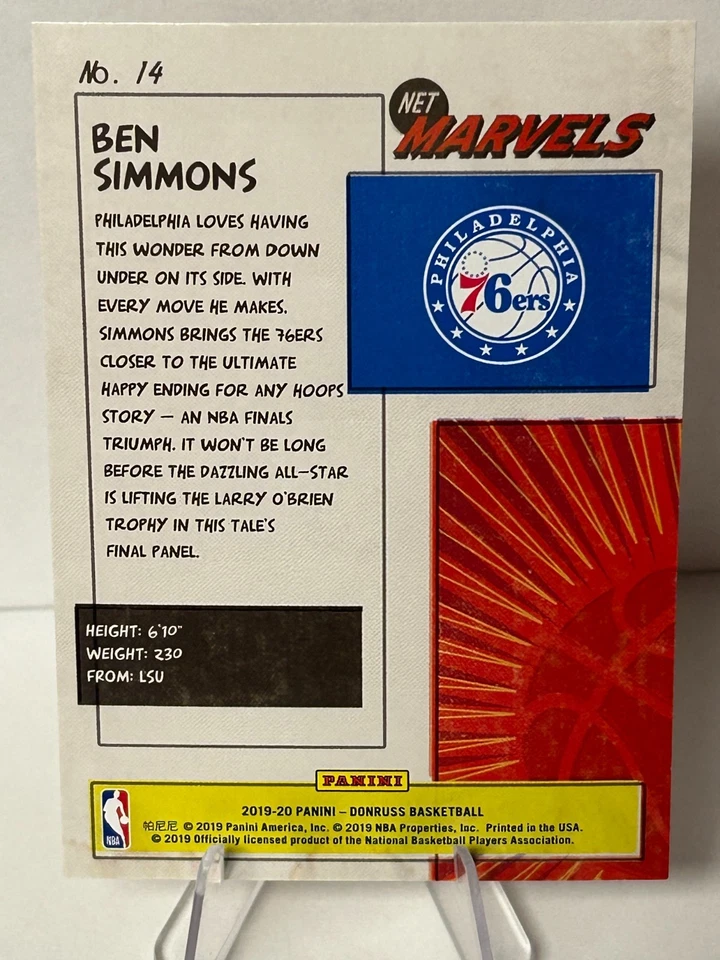 No. 14
NET
MARVELS
BEN
SIMMONS
PHILADELPHIA LOVES HAVING
THIS WONDER FROM DOWN
UNDER ON ITS SIDE. WITH
EVERY MOVE HE MAKES,
SIMMONS BRINGS THE 76ERS
CLOSER TO THE ULTIMATE
HAPPY ENDING FOR ANY HOOPS
STORY — AN NBA FINALS
TRIUMPH. IT WON'T BE LONG
BEFORE THE DAZZLING ALL-STAR
IS LIFTING THE LARRY O'BRIEN
TROPHY IN THIS TALE'S
FINAL PANEL.
PHILADELPHIA
76ers
HEIGHT: 6'10"
WEIGHT: 230
FROM: LSU
PANINI
2019-20 PANINI – DONRUSS BASKETBALL
帕尼尼 © 2019 Panini America, Inc. © 2019 NBA Properties, Inc. Printed in the USA.
© 2019 Officially licensed product of the National Basketball Players Association.
NBA